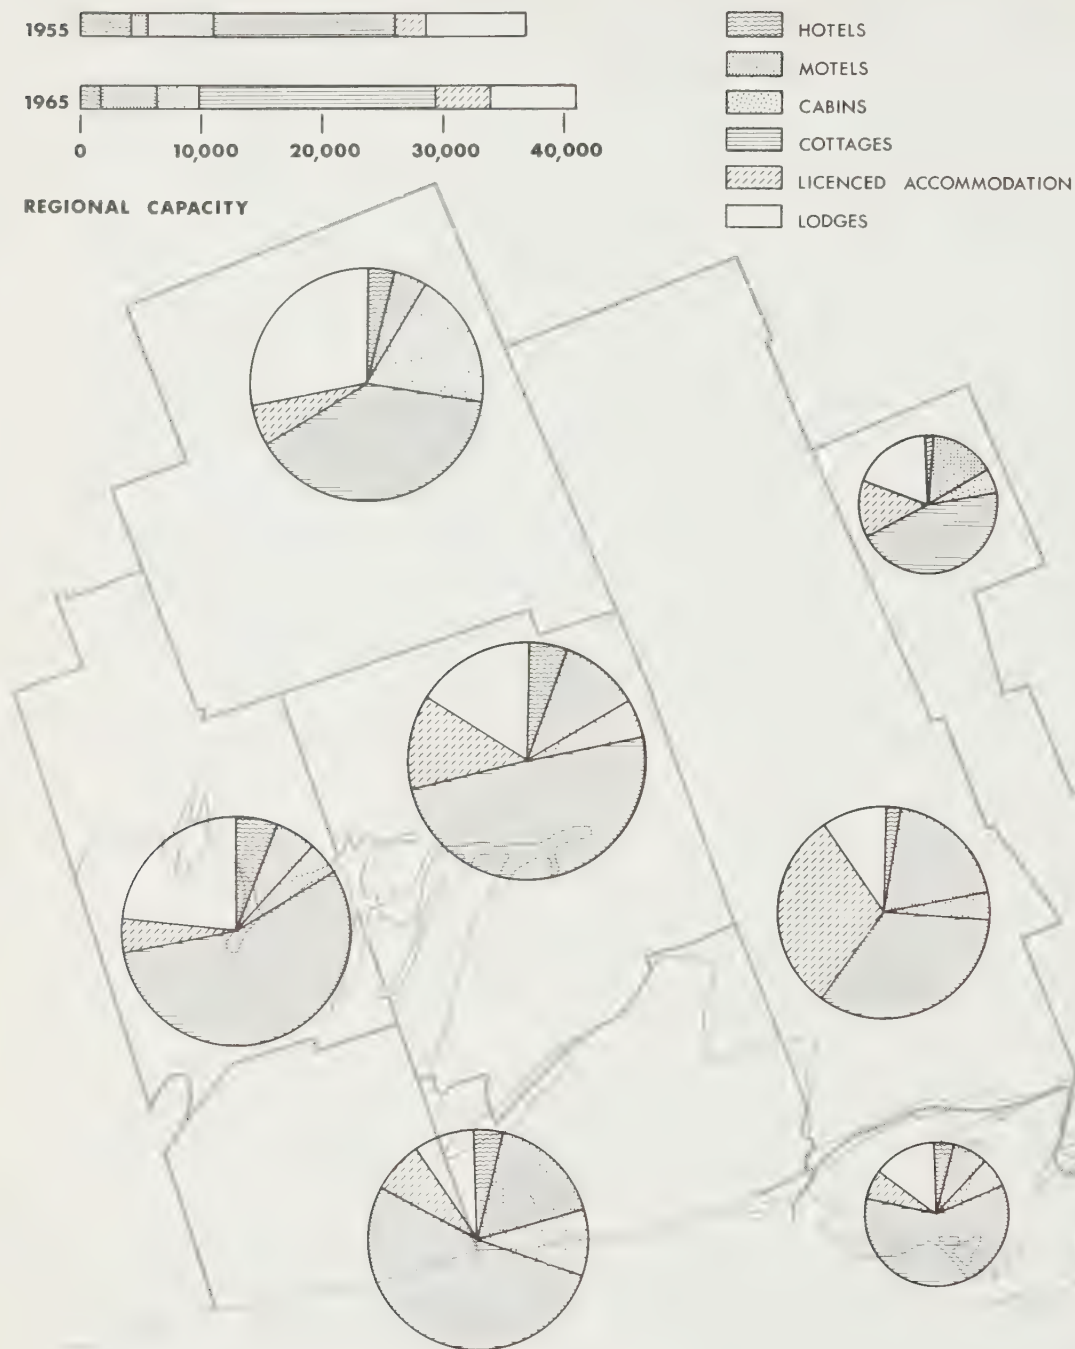 1955
1965
0 10,000 20,000 30,000 40,000
REGIONAL CAPACITY
HOTELS
MOTELS
CABINS
COTTAGES
LICENCED ACCOMMODATION
LODGES